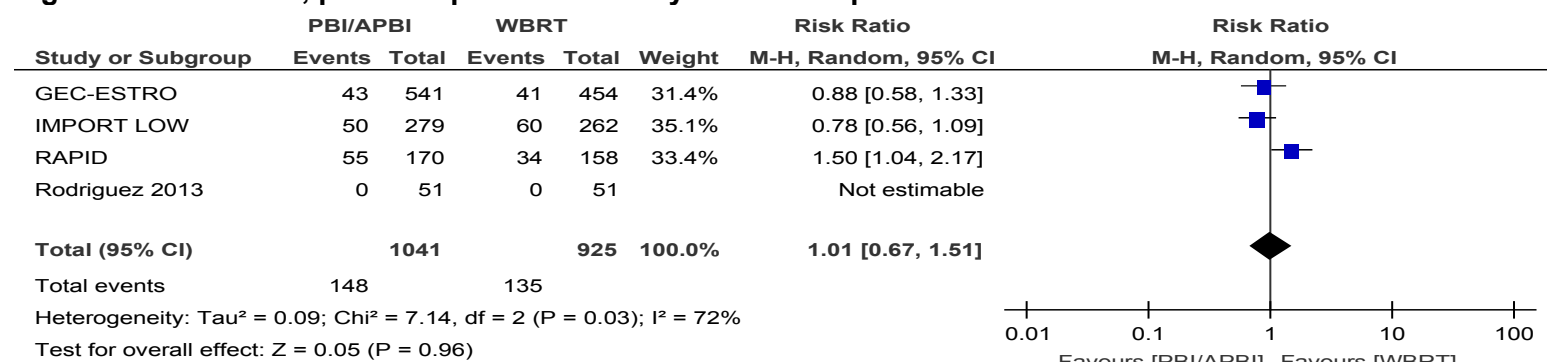 PBI/APBI WBRT Risk Ratio Risk Ratio
Study or Subgroup Events Total Events Total Weight M-H, Random, 95% CI M-H, Random, 95% CI
GEC-ESTRO 43 541 41 454 31.4% 0.88 [0.58, 1.33]
IMPORT LOW 50 279 60 262 35.1% 0.78 [0.56, 1.09]
RAPID 55 170 34 158 33.4% 1.50 [1.04, 2.17]
Rodriguez 2013 0 51 0 51 Not estimable
Total (95% CI) 1041 925 100.0% 1.01 [0.67, 1.51]
Total events 148 135
Heterogeneity: Tau² = 0.09; Chi² = 7.14, df = 2 (P = 0.03); I² = 72%
Test for overall effect: Z = 0.05 (P = 0.96)
0.01 0.1 1 10 100
Favours [PBI/APBI] Favours [WBRT]